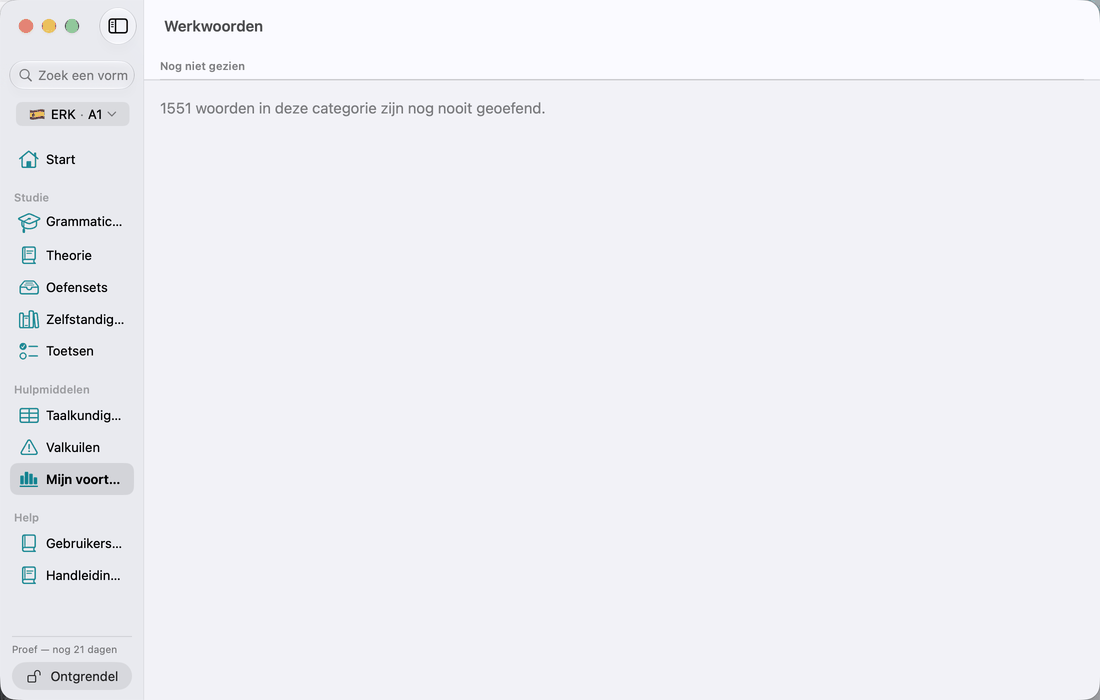 Werkwoorden
Nog niet gezien
1551 woorden in deze categorie zijn nog nooit geoefend.
Zoek een vorm
ERK · A1
Start
Studie
Grammatic...
Theorie
Oefensets
Zelfstandig...
Toetsen
Hulpmiddelen
Taalkundig...
Valkuilen
Mijn voort...
Help
Gebruikers...
Handleidin...
Proef — nog 21 dagen
Ontgrendel